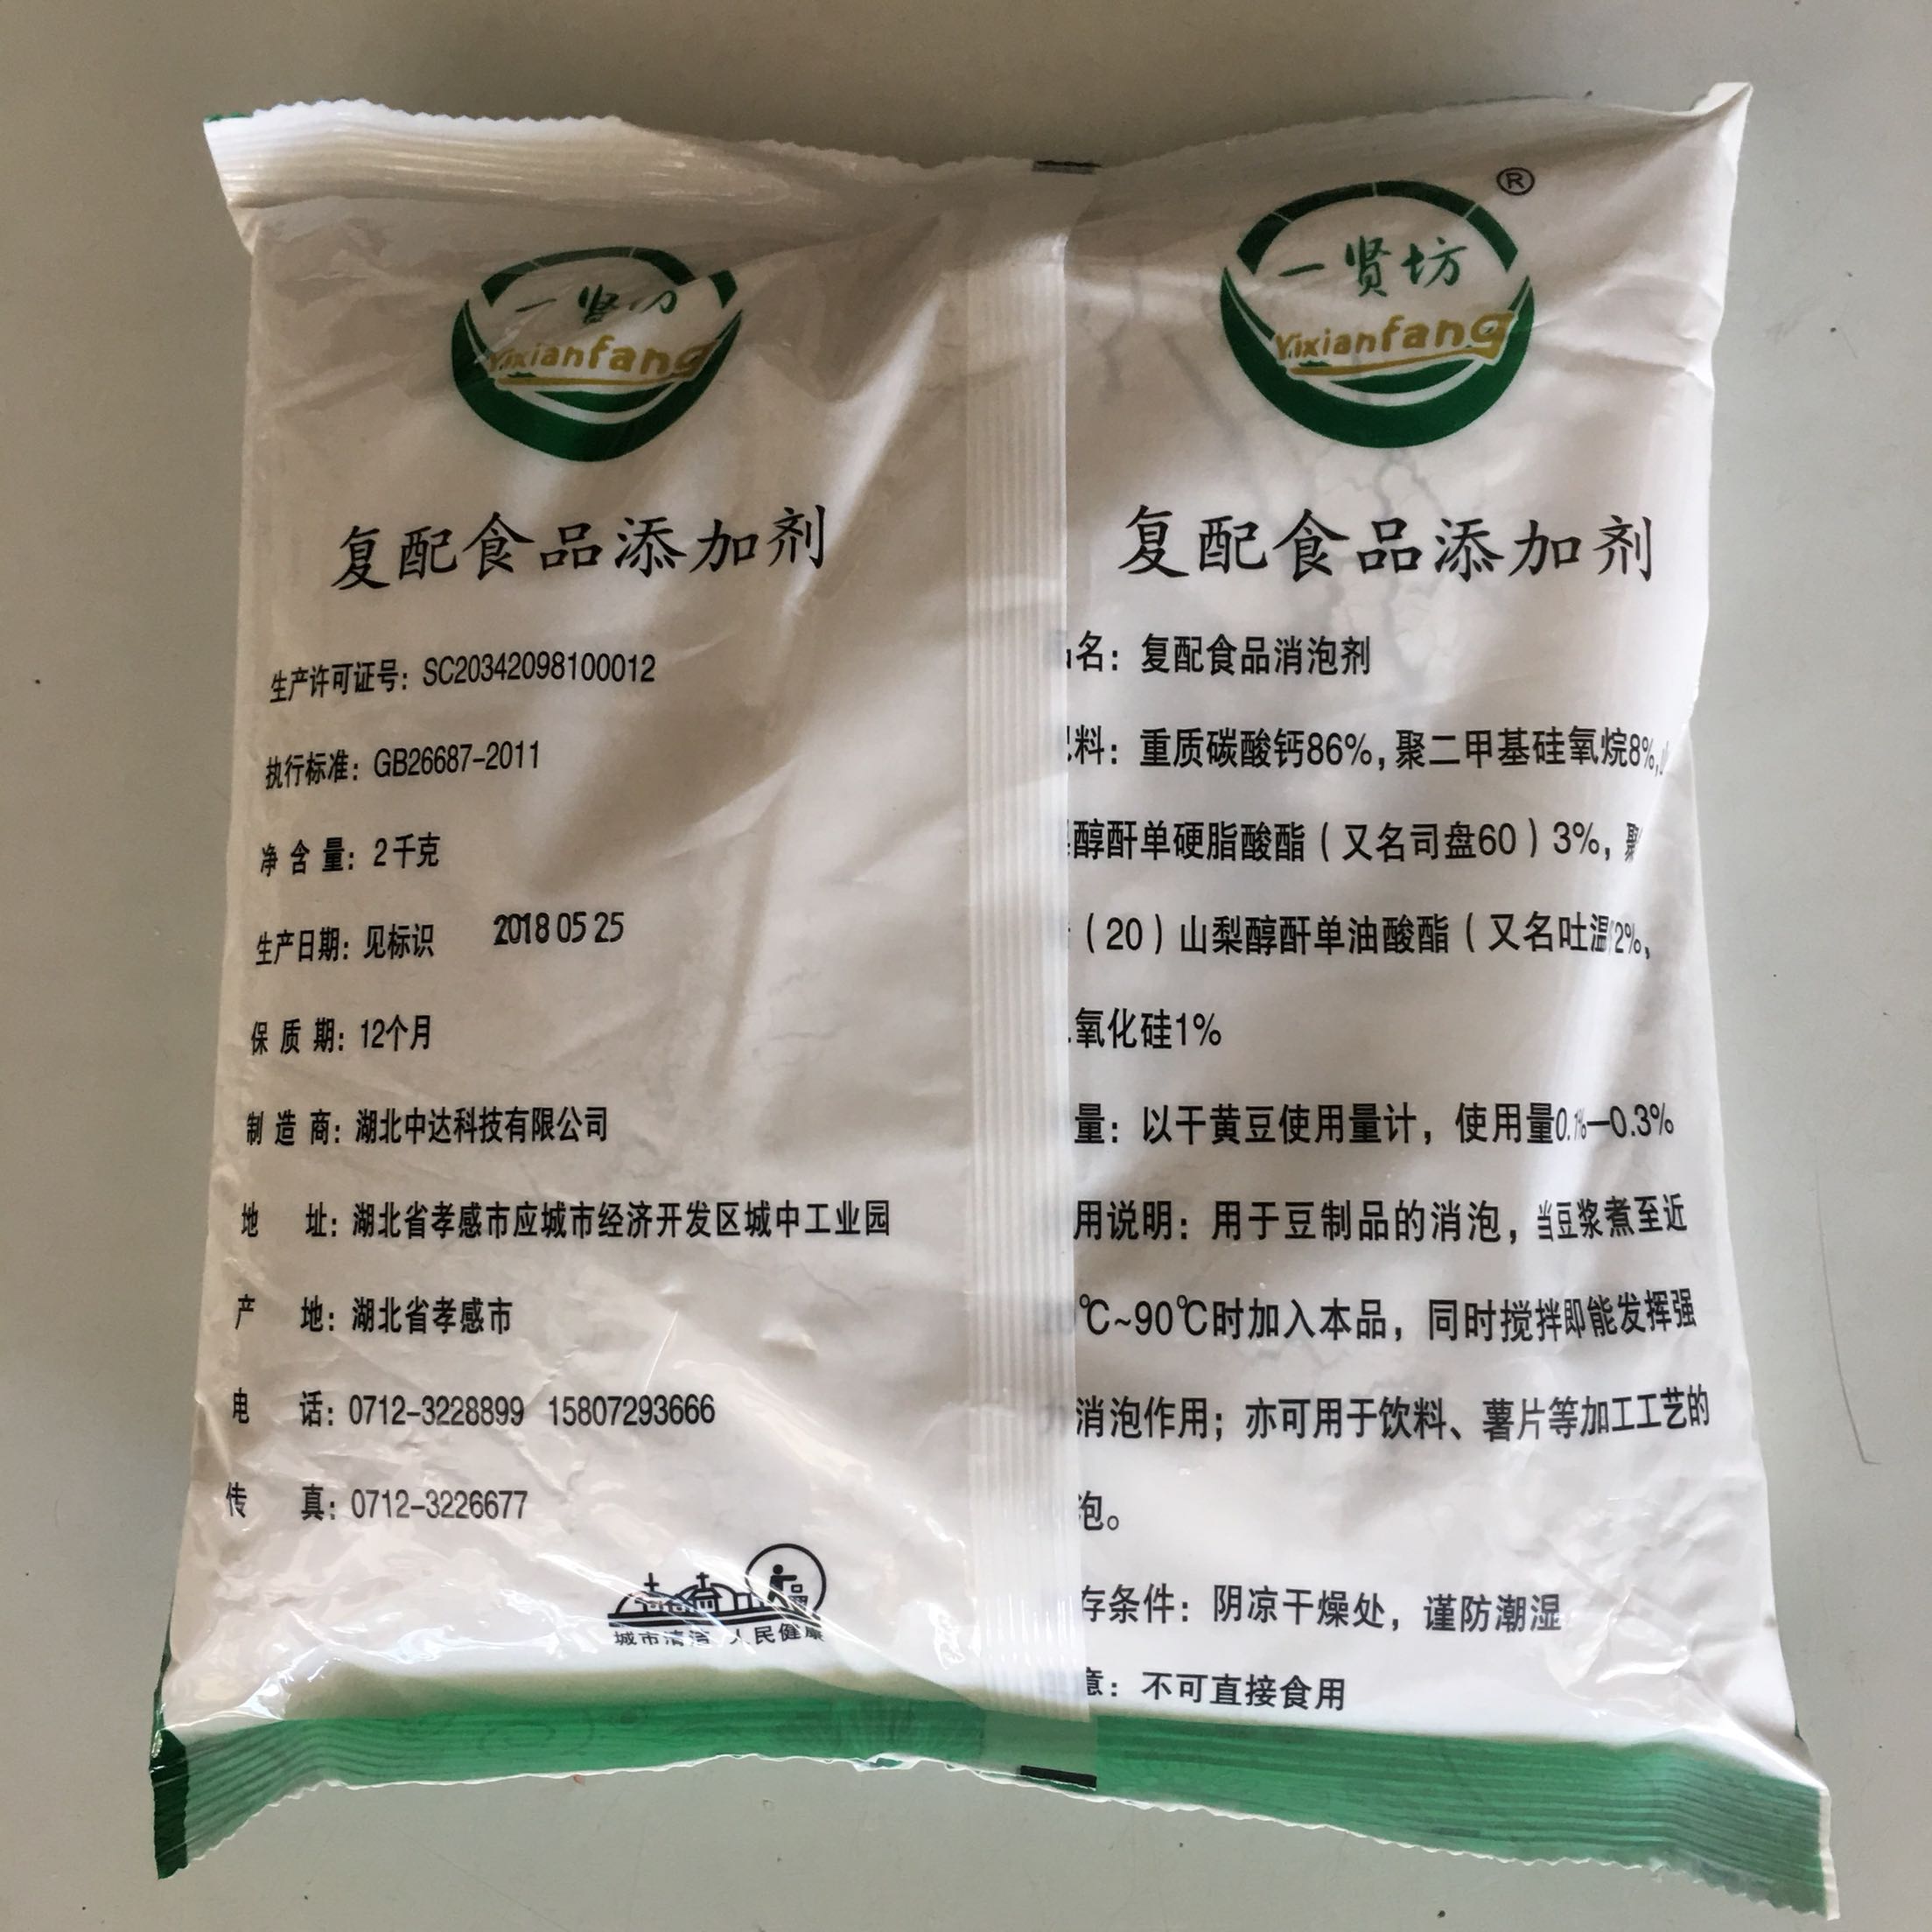 一贤坊
Yixianfang
复配食品添加剂
生产许可证号：SC20342098100012
执行标准：GB26687-2011
净含量：2千克
生产日期：见标识 2018 05 25
保质期：12个月
制造商：湖北中达科技有限公司
地址：湖北省孝感市应城市经济开发区城中工业园
产地：湖北省孝感市
电话：0712-3228899 15807293666
传真：0712-3226677
城市清洁 人民健康
®
一贤坊
Yixianfang
复配食品添加剂
名：复配食品消泡剂
料：重质碳酸钙86%，聚二甲基硅氧烷8%，
醇酐单硬脂酸酯（又名司盘60）3%，聚
（20）山梨醇酐单油酸酯（又名吐温 2%，
氧化硅1%
量：以干黄豆使用量计，使用量0.1%—0.3%
用说明：用于豆制品的消泡，当豆浆煮至近
℃~90℃时加入本品，同时搅拌即能发挥强
消泡作用；亦可用于饮料、薯片等加工工艺的
泡。
存条件：阴凉干燥处，谨防潮湿
意：不可直接食用